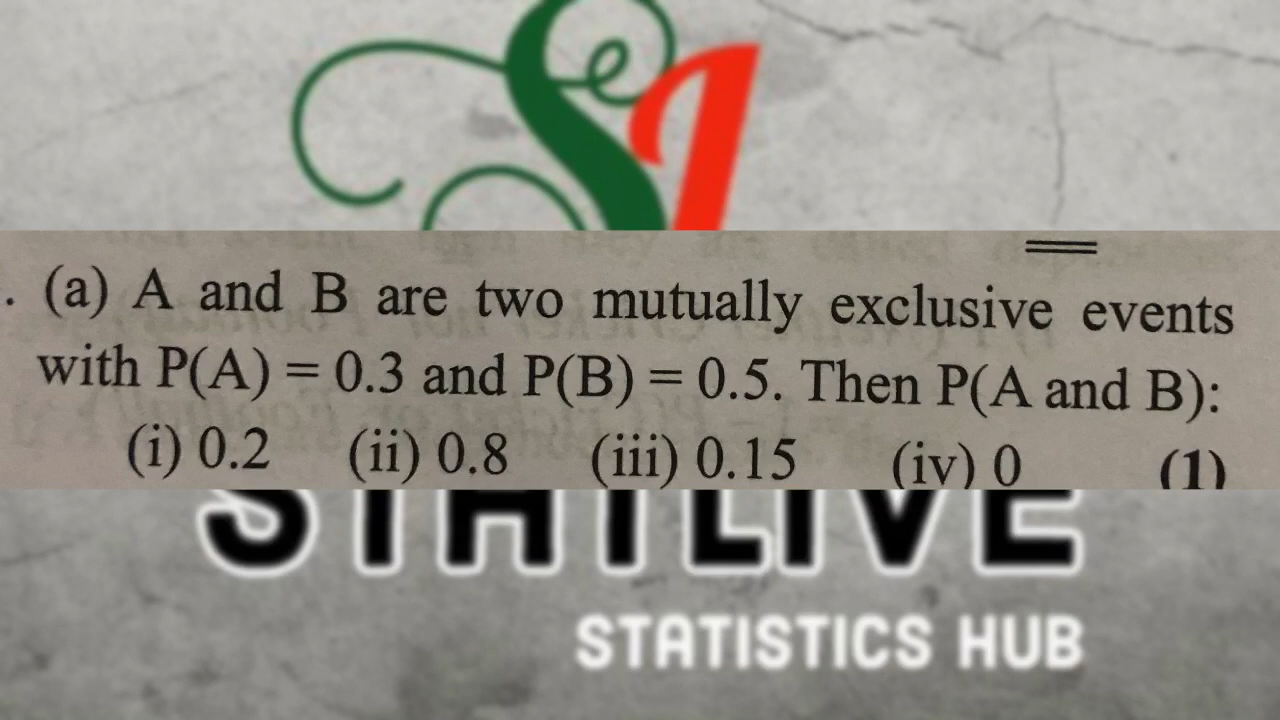 . (a) A and B are two mutually exclusive events
with P(A) = 0.3 and P(B) = 0.5. Then P(A and B):
(i) 0.2 (ii) 0.8 (iii) 0.15 (iv) 0 (1)
STATLIVE
STATISTICS HUB